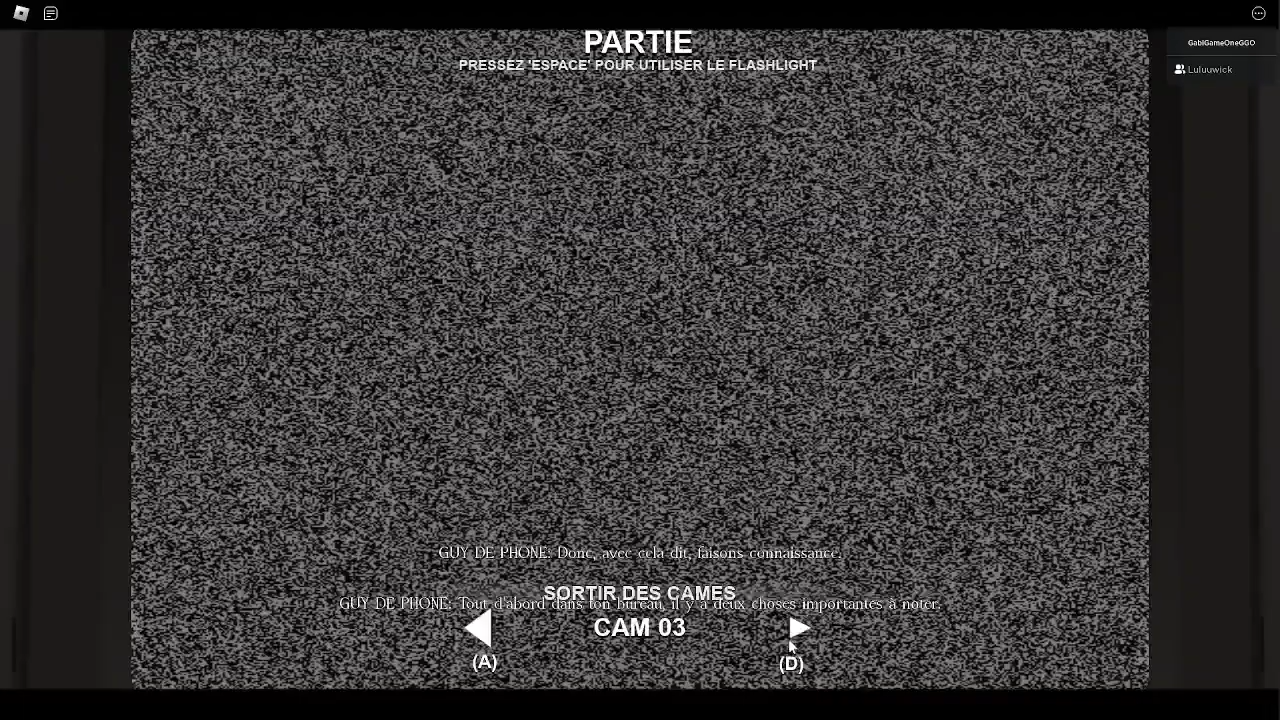 PARTIE
PRESSEZ 'ESPACE' POUR UTILISER LE FLASHLIGHT
GabiGameOneGGO
Luluuwick
GUY DE PHONE: Donc, avec cela dit, faisons connaissance.
SORTIR DES CAMES
GUY DE PHONE: Tout d'abord dans ton bureau, il y a deux choses importantes à noter.
CAM 03
(A)
(D)